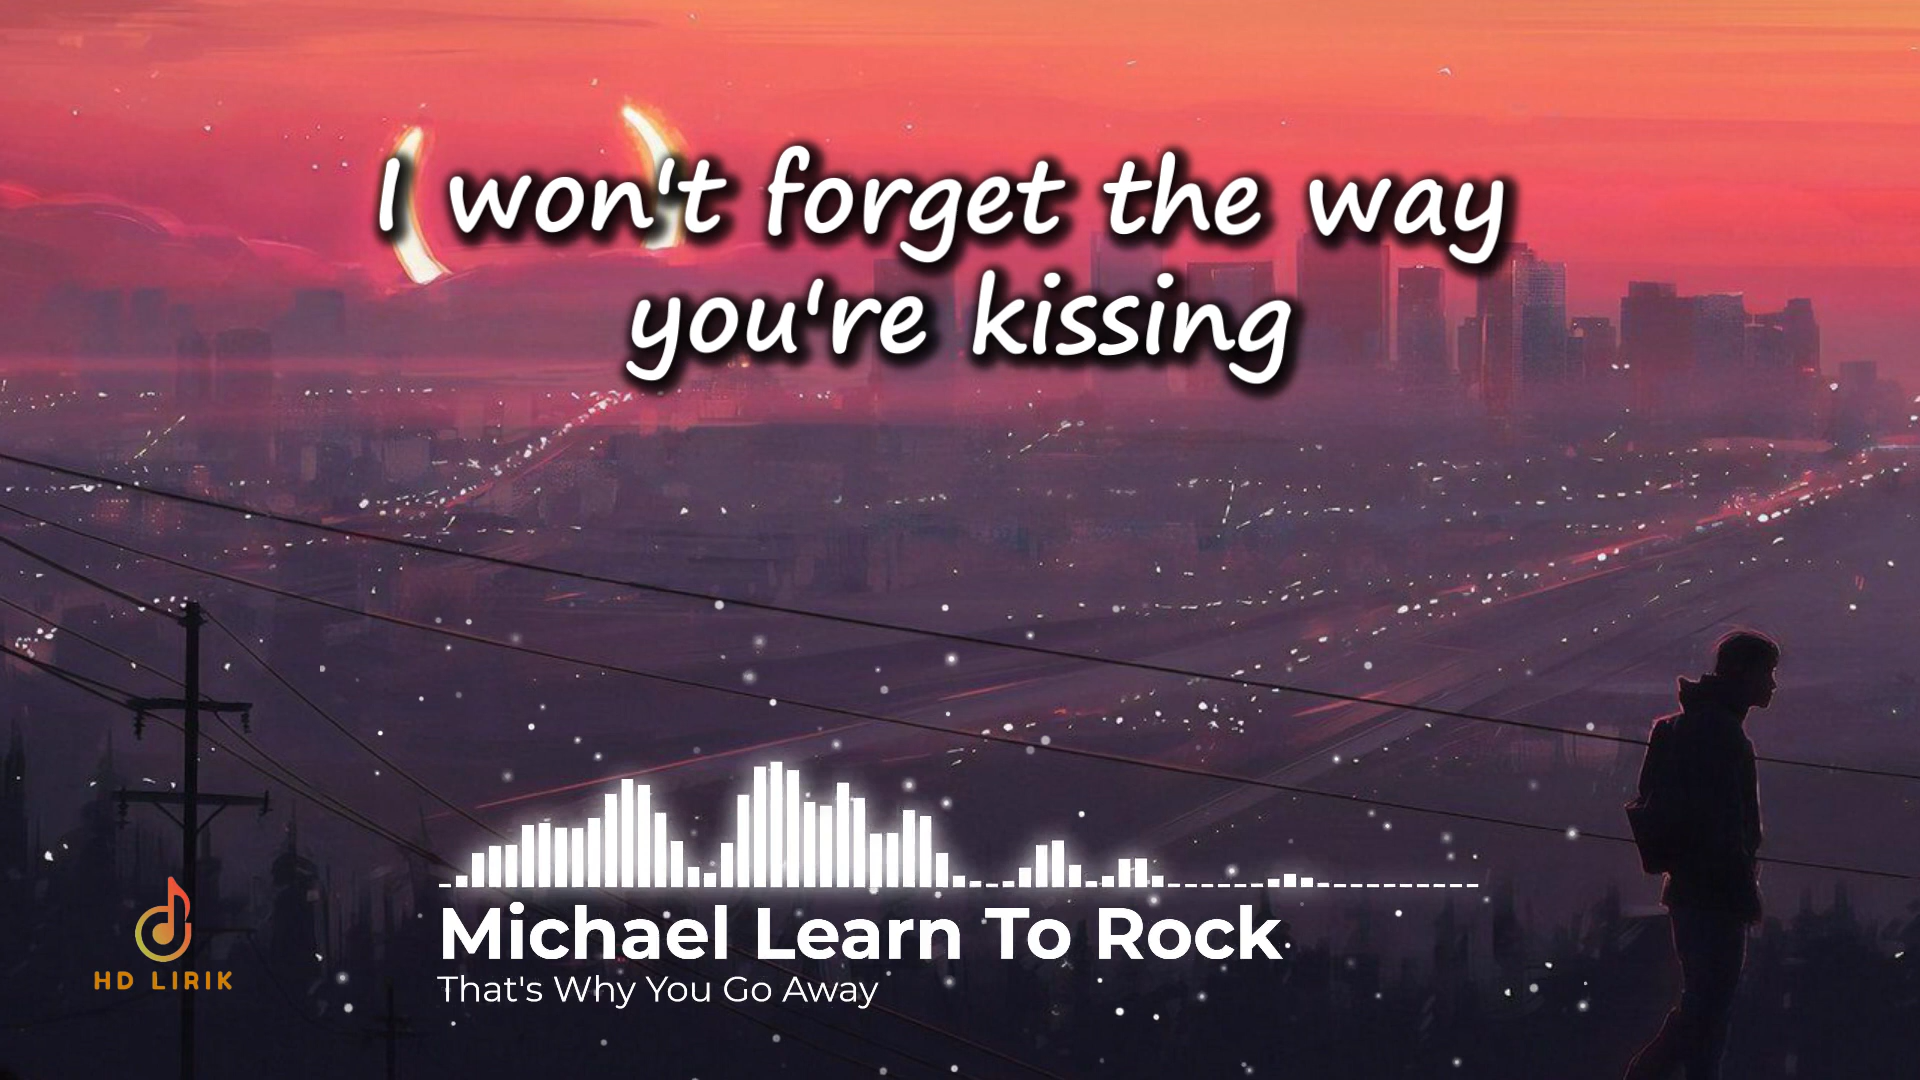 I won't forget the way
you're kissing
Michael Learn To Rock
That's Why You Go Away
HD LIRIK